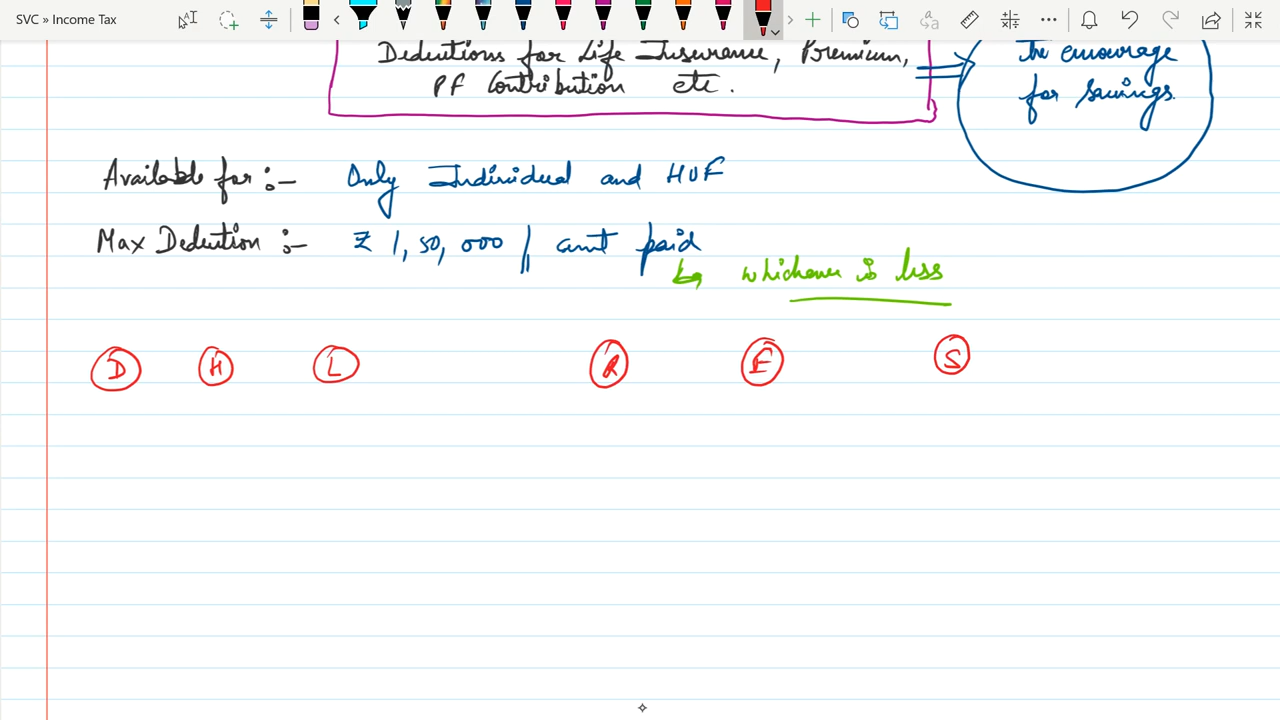 SVC » Income Tax
Deductions for Life Insurance, Premium,
PF Contribution etc.
The encourage
for savings.
Available for :- Only Individual and HUF
Max Deduction :- ₹ 1,50,000 / amt paid
whichever is less
D H L R E S